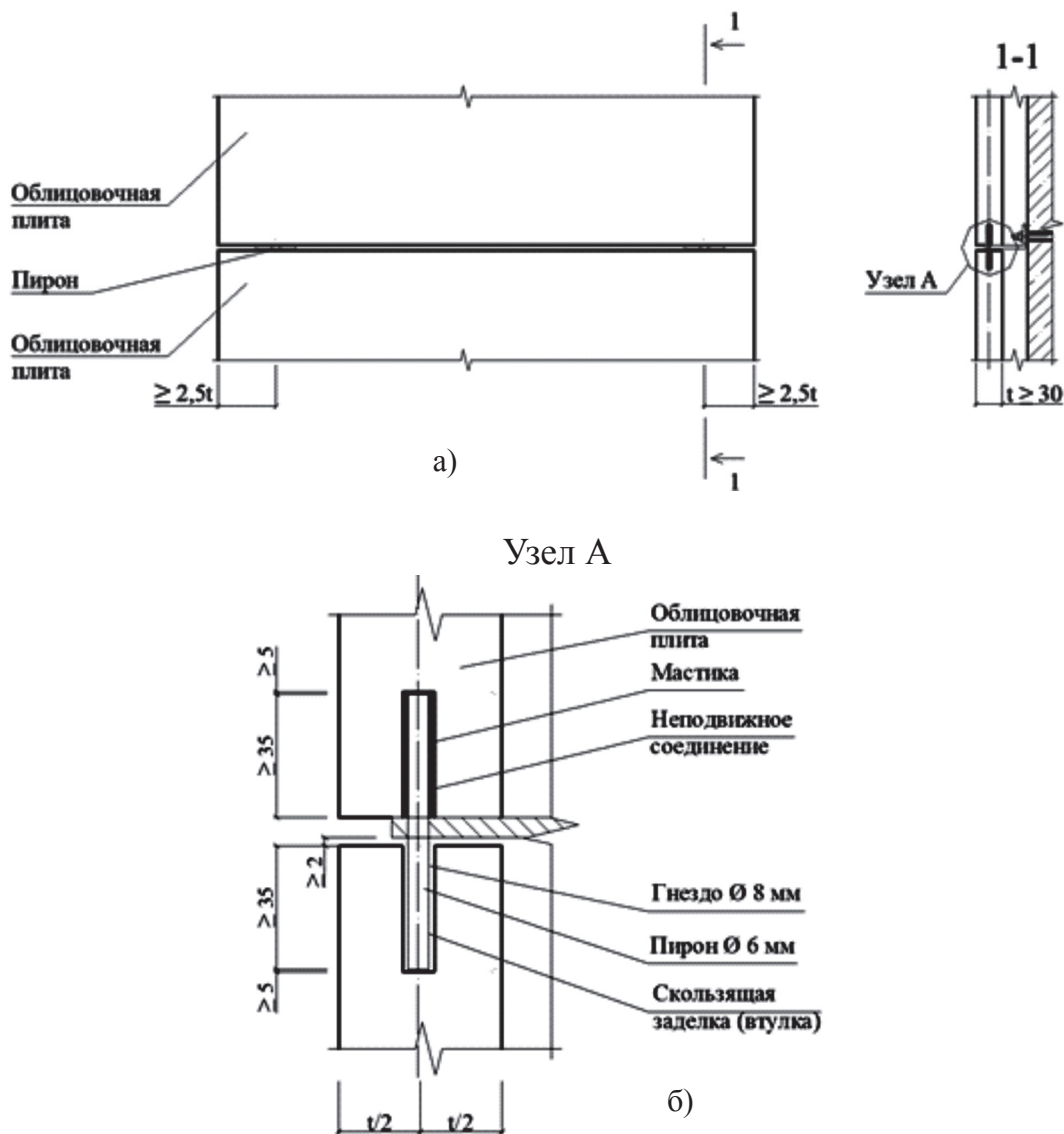 1
1-1
Облицовочная
плита
Пирон
Облицовочная
плита
Узел А
≥ 2,5t
≥ 2,5t
t ≥ 30
1
а)
Узел А
Облицовочная
плита
Мастика
Неподвижное
соединение
≥5
≥35
≥ 2
≥35
≥5
Гнездо Ø 8 мм
Пирон Ø 6 мм
Скользящая
заделка (втулка)
t/2
t/2
б)